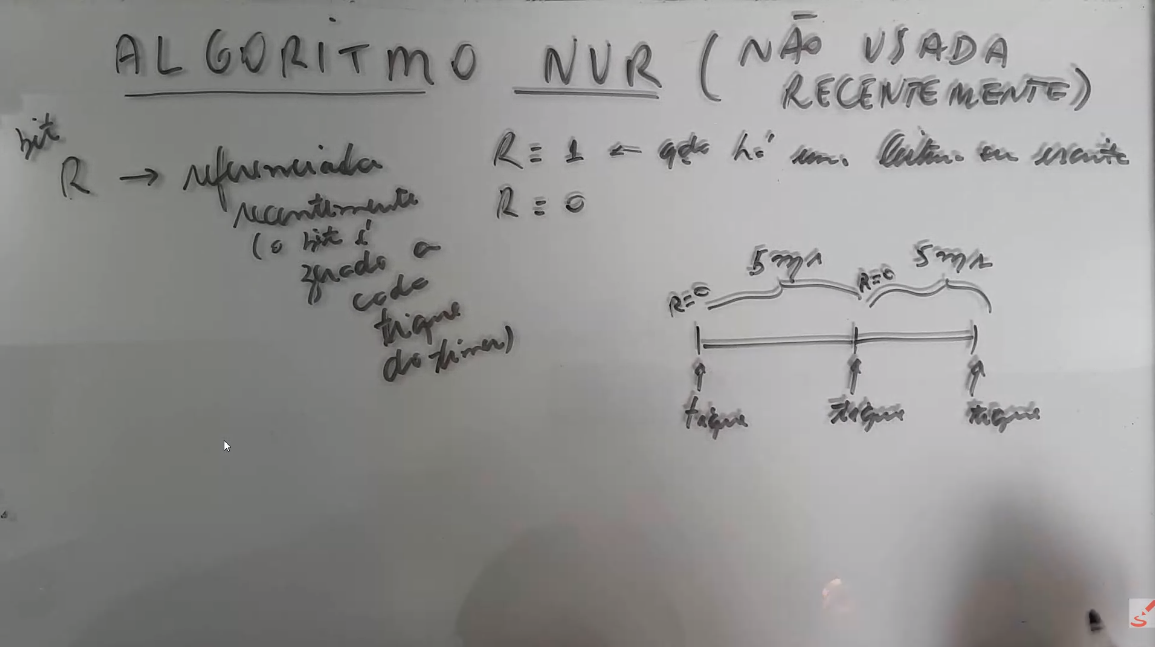 ALGORITMO NUR (NÃO USADA
RECENTEMENTE)
bit
R → referenciada
recentemente
(o bit é
zerado a
cada
tique
do timer)
R = 1 ← qdo há um. leitura ou escrita
R = 0
5ms
5ms
R=0
R=0
tique
tique
tique